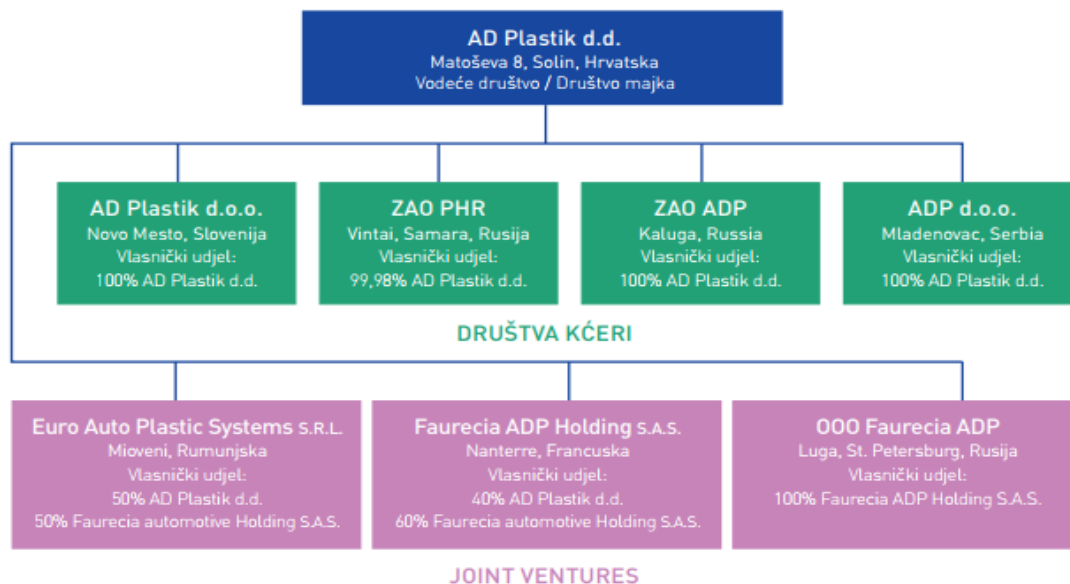 AD Plastik d.d.
Matoševa 8, Solin, Hrvatska
Vodeće društvo / Društvo majka
AD Plastik d.o.o.
Novo Mesto, Slovenija
Vlasnički udjel:
100% AD Plastik d.d.
ZAO PHR
Vintai, Samara, Rusija
Vlasnički udjel:
99,98% AD Plastik d.d.
ZAO ADP
Kaluga, Russia
Vlasnički udjel:
100% AD Plastik d.d.
ADP d.o.o.
Mladenovac, Serbia
Vlasnički udjel:
100% AD Plastik d.d.
DRUŠTVA KĆERI
Euro Auto Plastic Systems S.R.L.
Mioveni, Rumunjska
Vlasnički udjel:
50% AD Plastik d.d.
50% Faurecia automotive Holding S.A.S.
Faurecia ADP Holding S.A.S.
Nanterre, Francuska
Vlasnički udjel:
40% AD Plastik d.d.
60% Faurecia automotive Holding S.A.S.
OOO Faurecia ADP
Luga, St. Petersburg, Rusija
Vlasnički udjel:
100% Faurecia ADP Holding S.A.S.
JOINT VENTURES